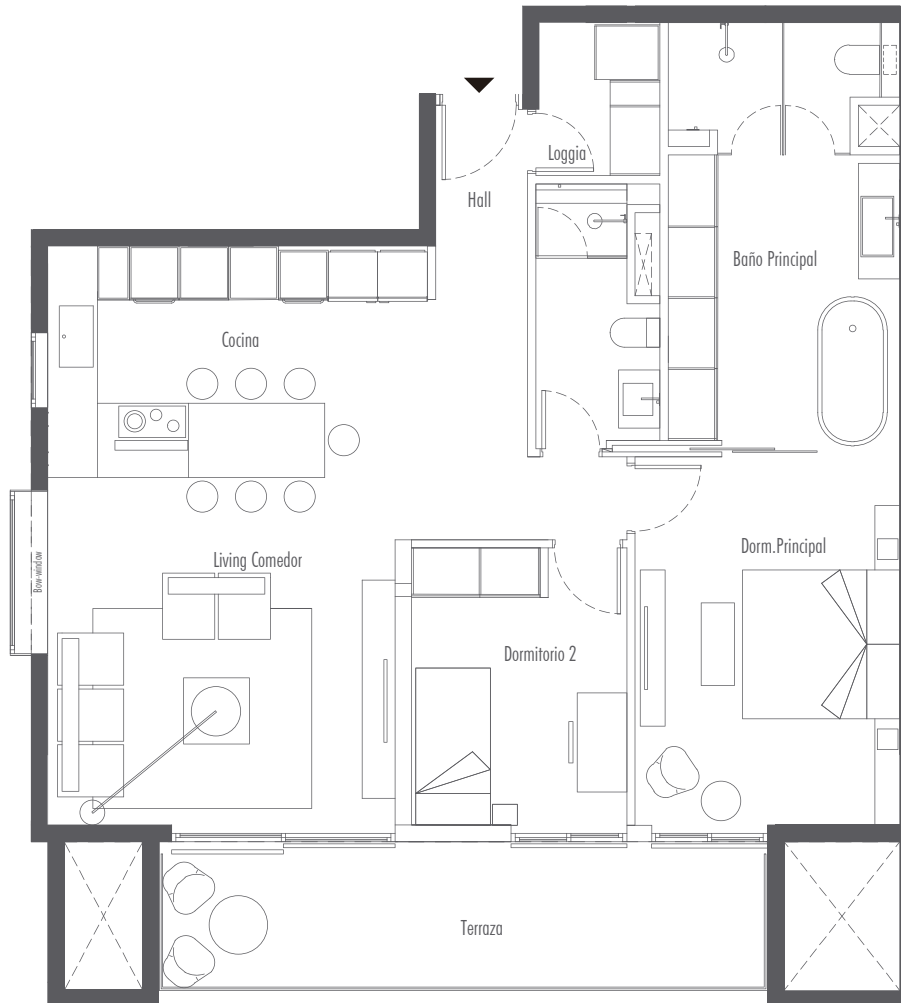 Loggia
Hall
Baño Principal
Cocina
Bow-window
Living Comedor
Dorm.Principal
Dormitorio 2
Terraza